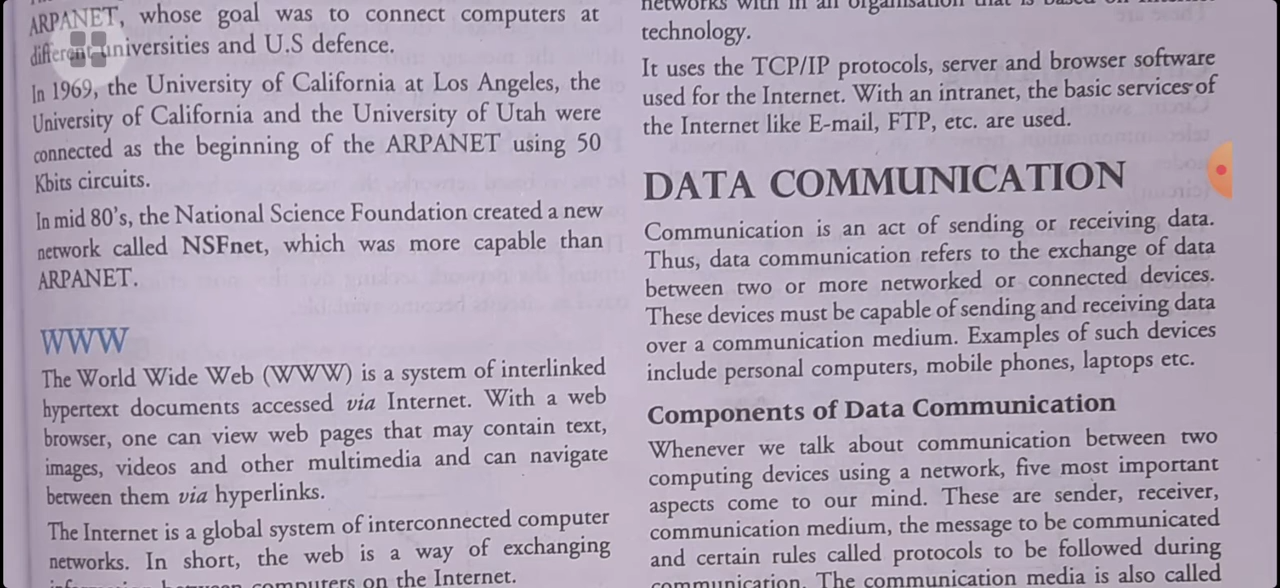 ARPANET, whose goal was to connect computers at
different universities and U.S defence.
In 1969, the University of California at Los Angeles, the
University of California and the University of Utah were
connected as the beginning of the ARPANET using 50
Kbits circuits.
In mid 80's, the National Science Foundation created a new
network called NSFnet, which was more capable than
ARPANET.
WWW
The World Wide Web (WWW) is a system of interlinked
hypertext documents accessed via Internet. With a web
browser, one can view web pages that may contain text,
images, videos and other multimedia and can navigate
between them via hyperlinks.
The Internet is a global system of interconnected computer
networks. In short, the web is a way of exchanging
information between computers on the Internet.
networks with in an organisation that is based on
technology.
It uses the TCP/IP protocols, server and browser software
used for the Internet. With an intranet, the basic services of
the Internet like E-mail, FTP, etc. are used.
DATA COMMUNICATION
Communication is an act of sending or receiving data.
Thus, data communication refers to the exchange of data
between two or more networked or connected devices.
These devices must be capable of sending and receiving data
over a communication medium. Examples of such devices
include personal computers, mobile phones, laptops etc.
Components of Data Communication
Whenever we talk about communication between two
computing devices using a network, five most important
aspects come to our mind. These are sender, receiver,
communication medium, the message to be communicated
and certain rules called protocols to be followed during
communication. The communication media is also called